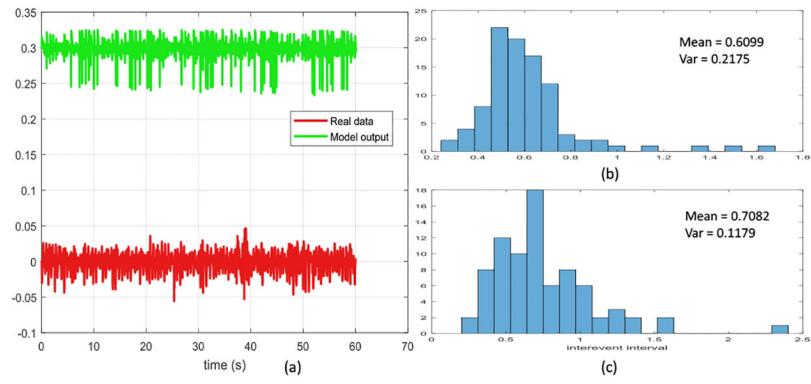 0.35
0.3
0.25
0.2
0.15
0.1
0.05
0
-0.05
-0.1
0 10 20 30 40 50 60 70
time (s)
(a)
Real data
Model output
25
20
15
10
5
0
0.2 0.4 0.6 0.8 1 1.2 1.4 1.6 1.8
Mean = 0.6099
Var = 0.2175
(b)
18
16
14
12
10
8
6
4
2
0
0 0.5 1 1.5 2 2.5
Mean = 0.7082
Var = 0.1179
interevent interval
(c)